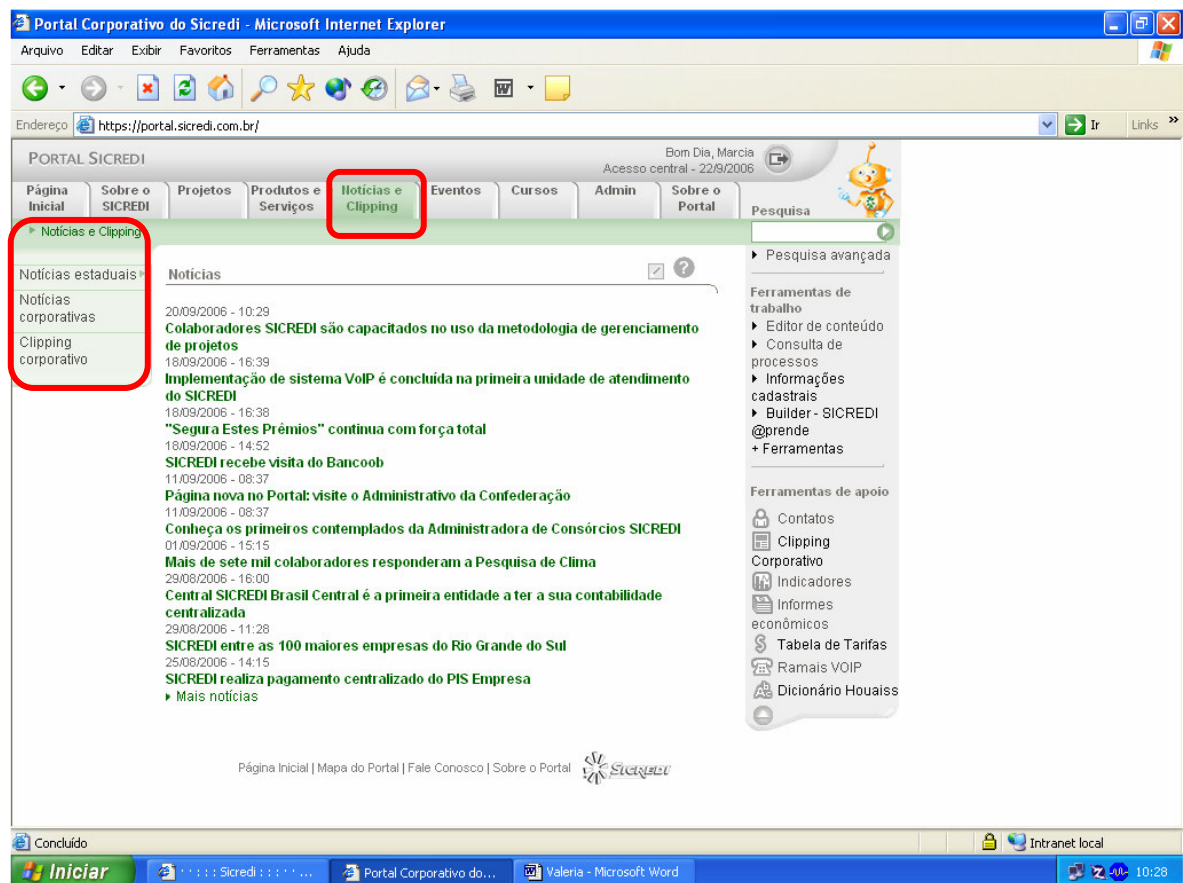 Portal Corporativo do Sicredi - Microsoft Internet Explorer
Arquivo Editar Exibir Favoritos Ferramentas Ajuda
Endereço https://portal.sicredi.com.br/ Ir Links »
PORTAL SICREDI
Bom Dia, Marcia
Acesso central - 22/9/2006
Página Inicial
Sobre o SICREDI
Projetos
Produtos e Serviços
Notícias e Clipping
Eventos
Cursos
Admin
Sobre o Portal
Pesquisa
Notícias e Clipping
Notícias estaduais
Notícias
corporativas
Clipping
corporativo
Notícias
20/09/2006 - 10:29
Colaboradores SICREDI são capacitados no uso da metodologia de gerenciamento
de projetos
18/09/2006 - 16:39
Implementação de sistema VoIP é concluída na primeira unidade de atendimento
do SICREDI
18/09/2006 - 16:38
"Segura Estes Prêmios" continua com força total
18/09/2006 - 14:52
SICREDI recebe visita do Bancoob
11/09/2006 - 08:37
Página nova no Portal: visite o Administrativo da Confederação
11/09/2006 - 08:37
Conheça os primeiros contemplados da Administradora de Consórcios SICREDI
01/09/2006 - 15:15
Mais de sete mil colaboradores responderam a Pesquisa de Clima
29/08/2006 - 16:00
Central SICREDI Brasil Central é a primeira entidade a ter a sua contabilidade
centralizada
29/08/2006 - 11:28
SICREDI entre as 100 maiores empresas do Rio Grande do Sul
25/08/2006 - 14:15
SICREDI realiza pagamento centralizado do PIS Empresa
Mais notícias
Pesquisa avançada
Ferramentas de
trabalho
Editor de conteúdo
Consulta de
processos
Informações
cadastrais
Builder - SICREDI
@prende
+ Ferramentas
Ferramentas de apoio
Contatos
Clipping
Corporativo
Indicadores
Informes
econômicos
Tabela de Tarifas
Ramais VOIP
Dicionário Houaiss
Página Inicial | Mapa do Portal | Fale Conosco | Sobre o Portal
SICREDI
Concluído
Intranet local
Iniciar
: : : : : Sicredi : : : : : ...
Portal Corporativo do...
Valeria - Microsoft Word
10:28